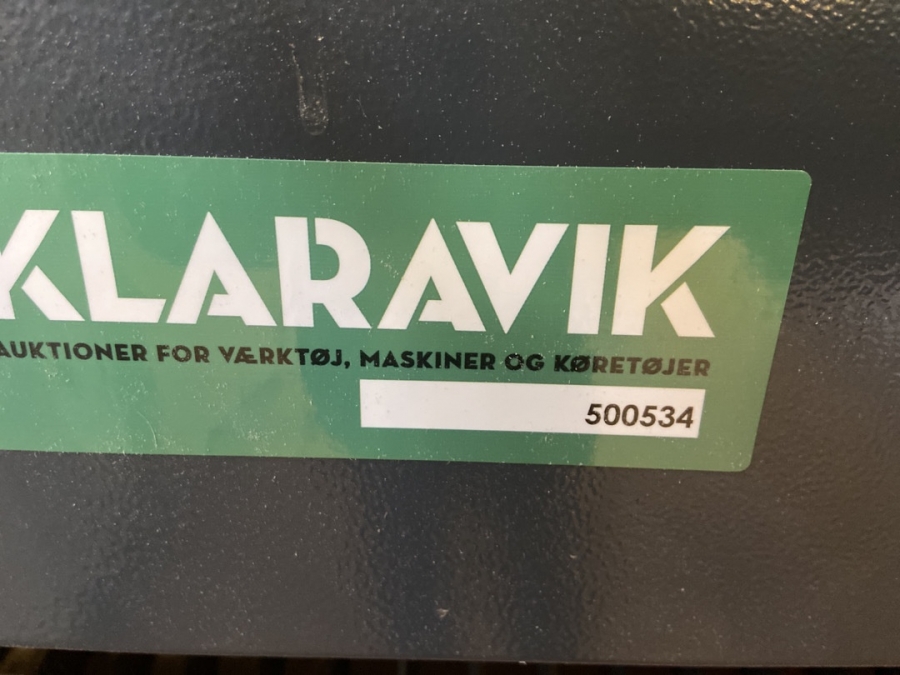 KLARAVIK
AUKTIONER FOR VÆRKTØJ, MASKINER OG KØRETØJER
500534